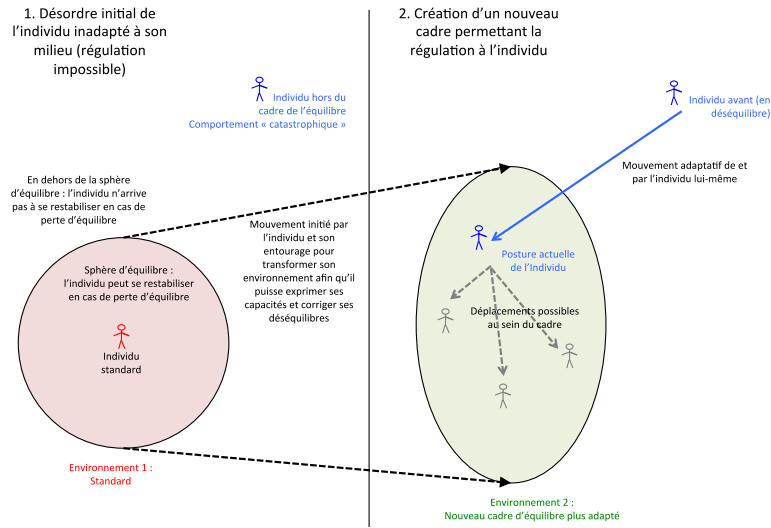 1. Désordre initial de
l'individu inadapté à son
milieu (régulation
impossible)
Individu hors du
cadre de l'équilibre
Comportement « catastrophique »
En dehors de la sphère
d'équilibre : l'individu n'arrive
pas à se restabiliser en cas de
perte d'équilibre
Mouvement initié par
l'individu et son
entourage pour
transformer son
environnement afin qu'il
puisse exprimer ses
capacités et corriger ses
déséquilibres
Sphère d'équilibre :
l'individu peut se restabiliser
en cas de perte d'équilibre
Individu
standard
Environnement 1 :
Standard
2. Création d'un nouveau
cadre permettant la
régulation à l'individu
Individu avant (en
déséquilibre)
Mouvement adaptatif de et
par l'individu lui-même
Posture actuelle
de l'Individu
Déplacements possibles
au sein du cadre
Environnement 2 :
Nouveau cadre d'équilibre plus adapté